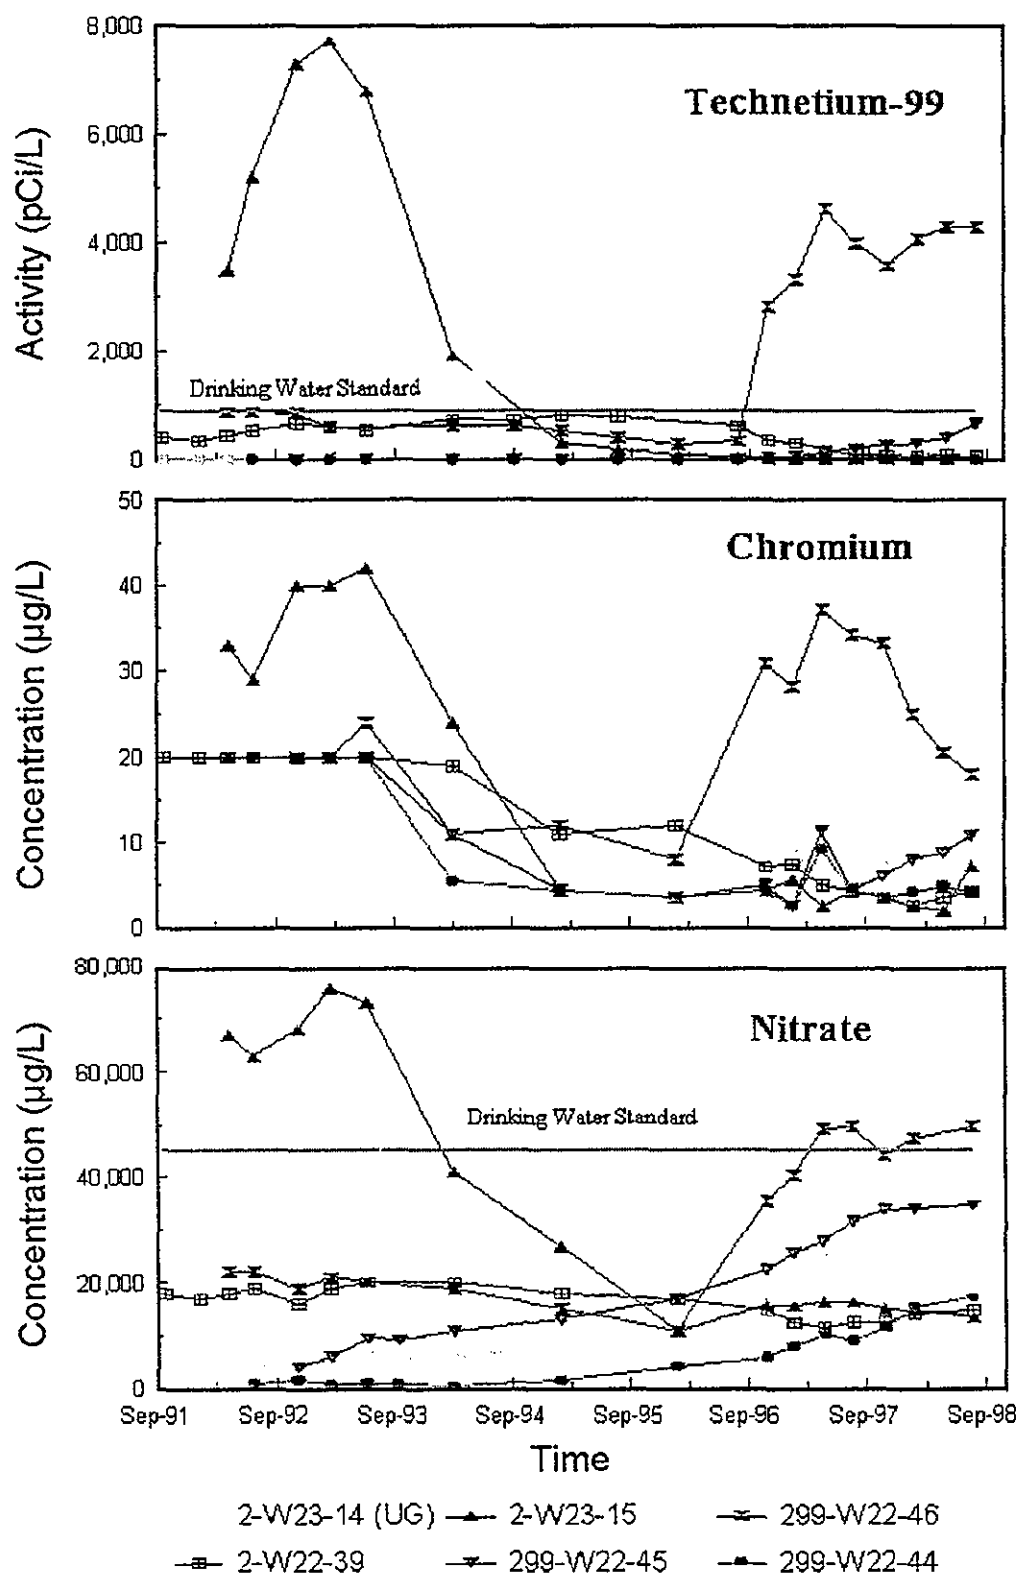 8,000
6,000
4,000
2,000
0
Activity (pCi/L)
Technetium-99
Drinking Water Standard
50
40
30
20
10
0
Concentration (µg/L)
Chromium
80,000
60,000
40,000
20,000
0
Concentration (µg/L)
Nitrate
Drinking Water Standard
Sep-91 Sep-92 Sep-93 Sep-94 Sep-95 Sep-96 Sep-97 Sep-98
Time
2-W23-14 (UG) 2-W23-15 299-W22-46
2-W22-39 299-W22-45 299-W22-44